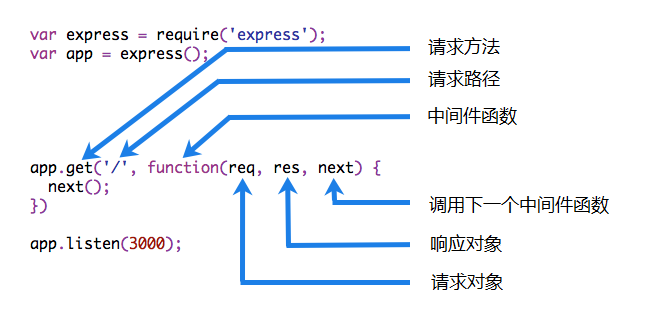 var express = require('express');
var app = express();
请求方法
请求路径
中间件函数
app.get('/', function(req, res, next) {
  next();
})
调用下一个中间件函数
app.listen(3000);
响应对象
请求对象